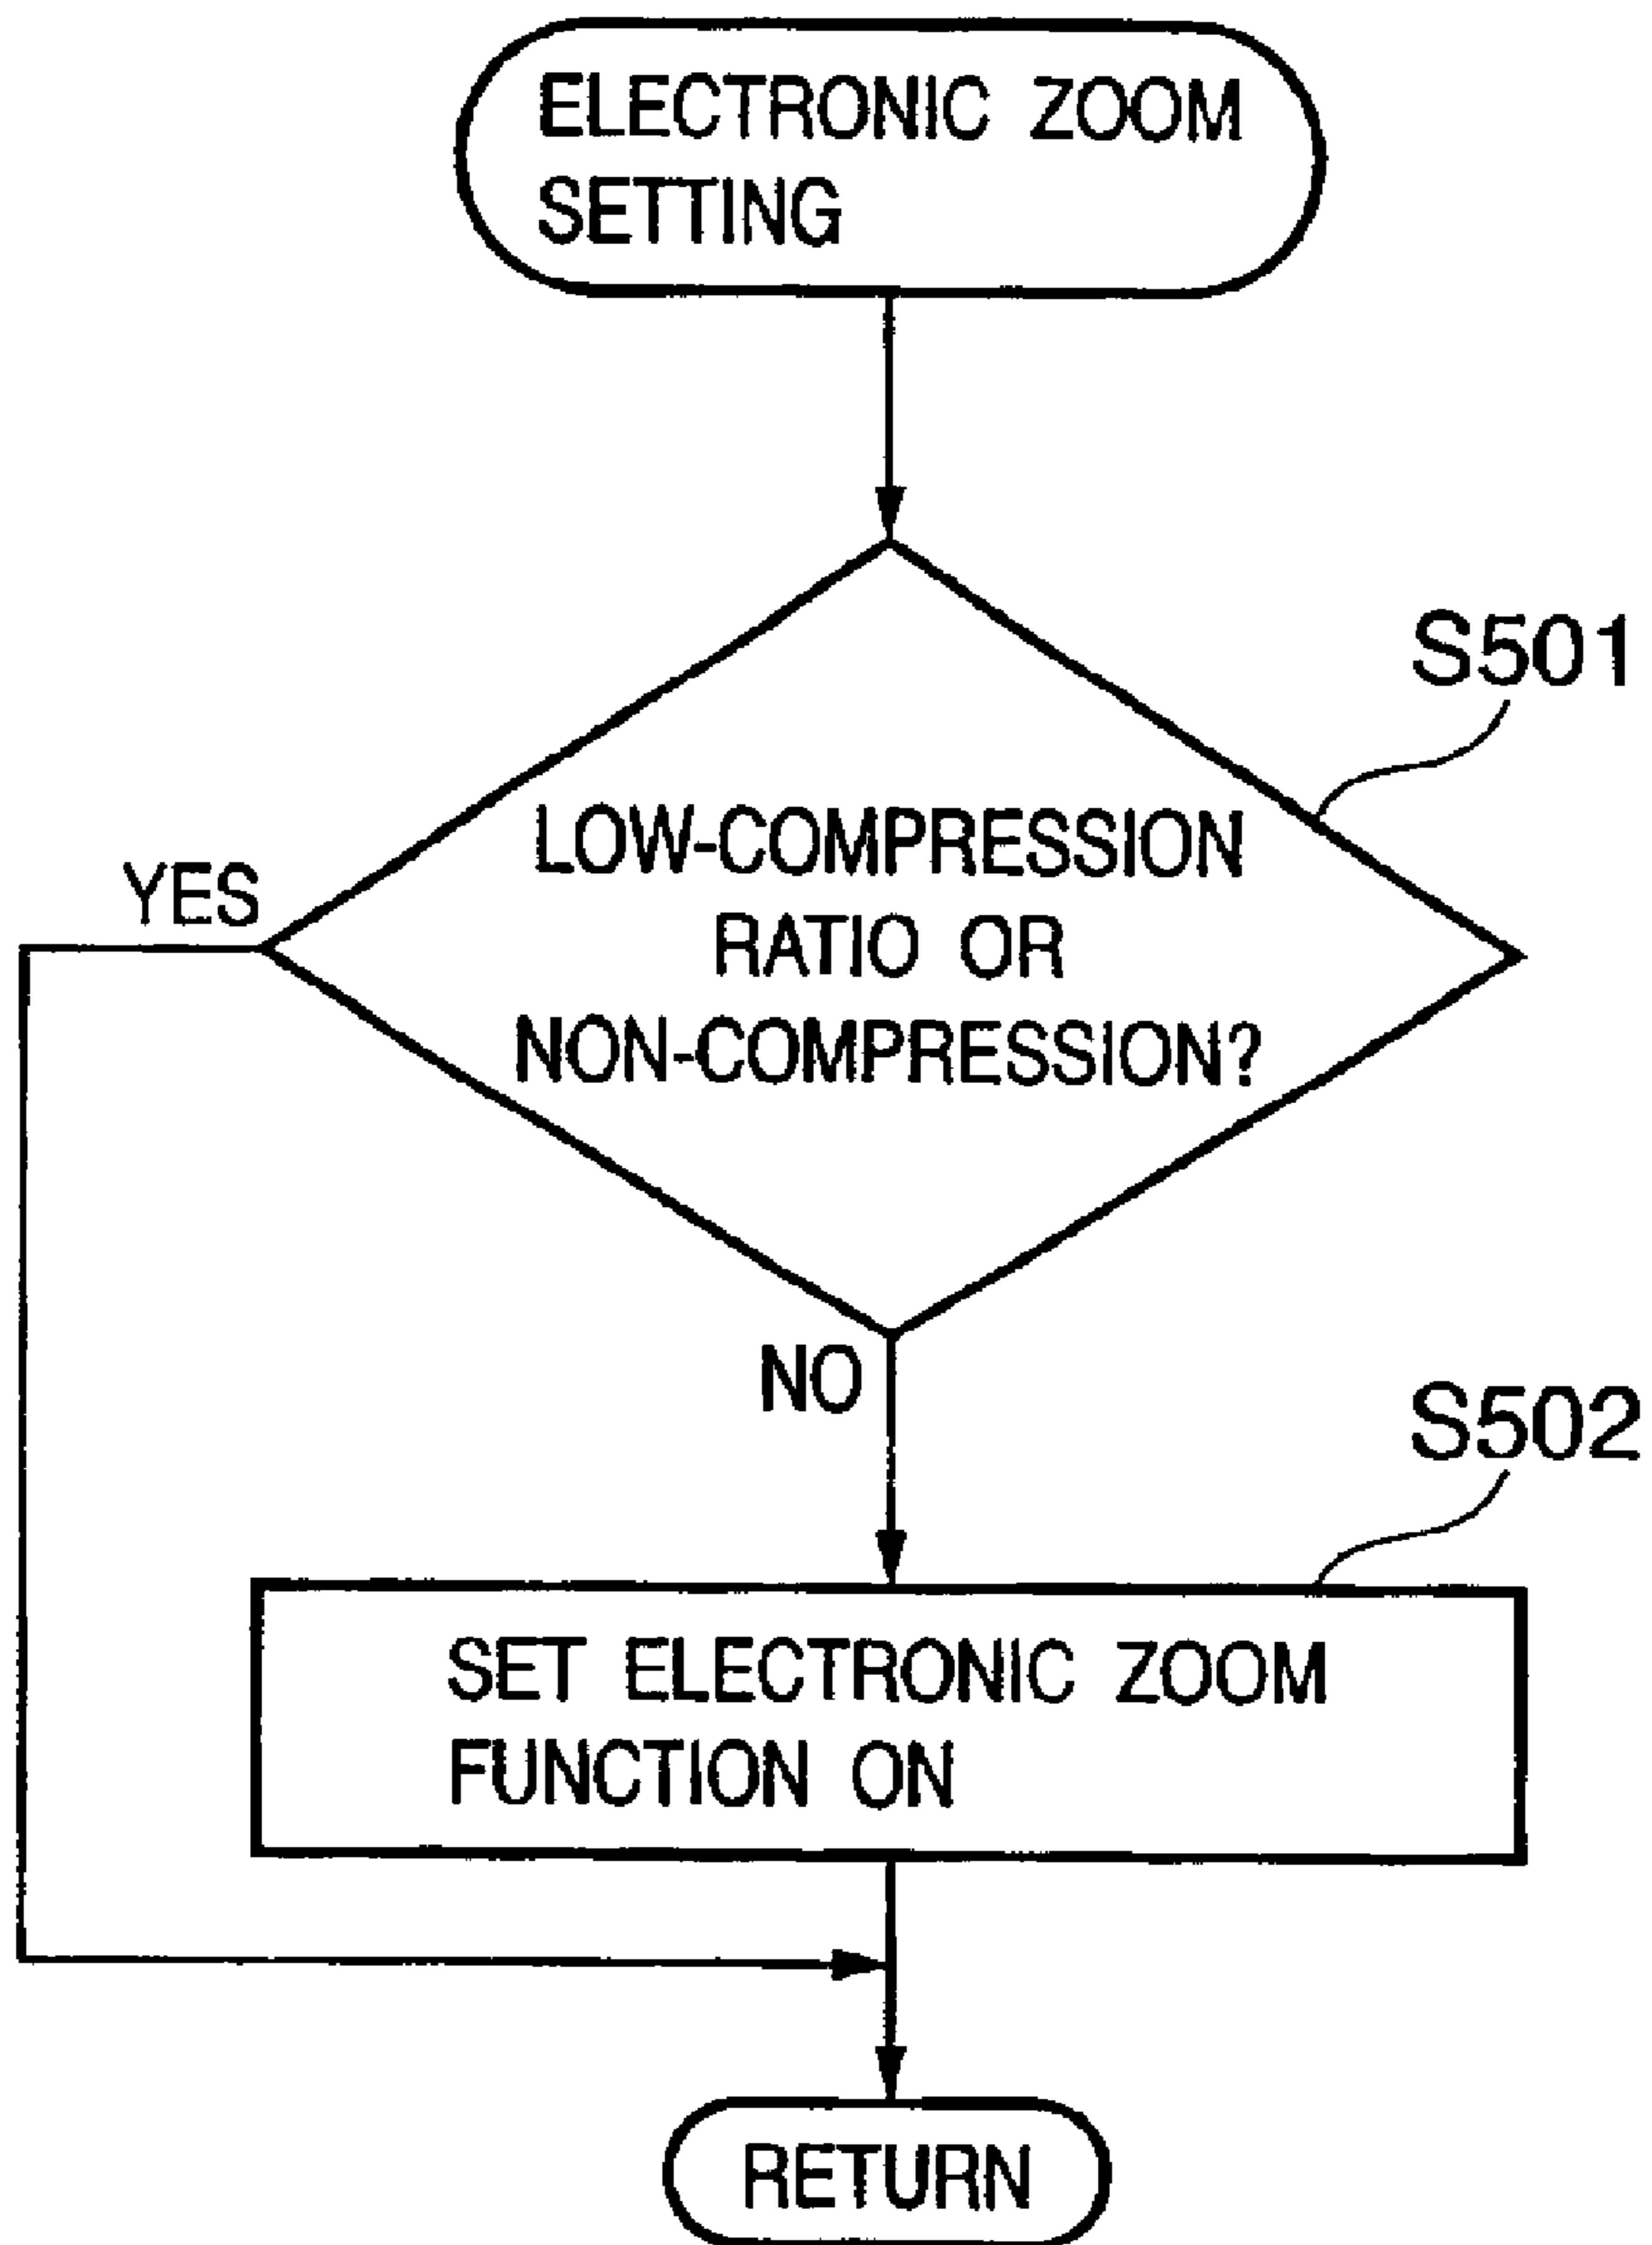 ELECTRONIC ZOOM
SETTING
S501
LOW-COMPRESSION
RATIO OR
NON-COMPRESSION?
YES
NO
S502
SET ELECTRONIC ZOOM
FUNCTION ON
RETURN